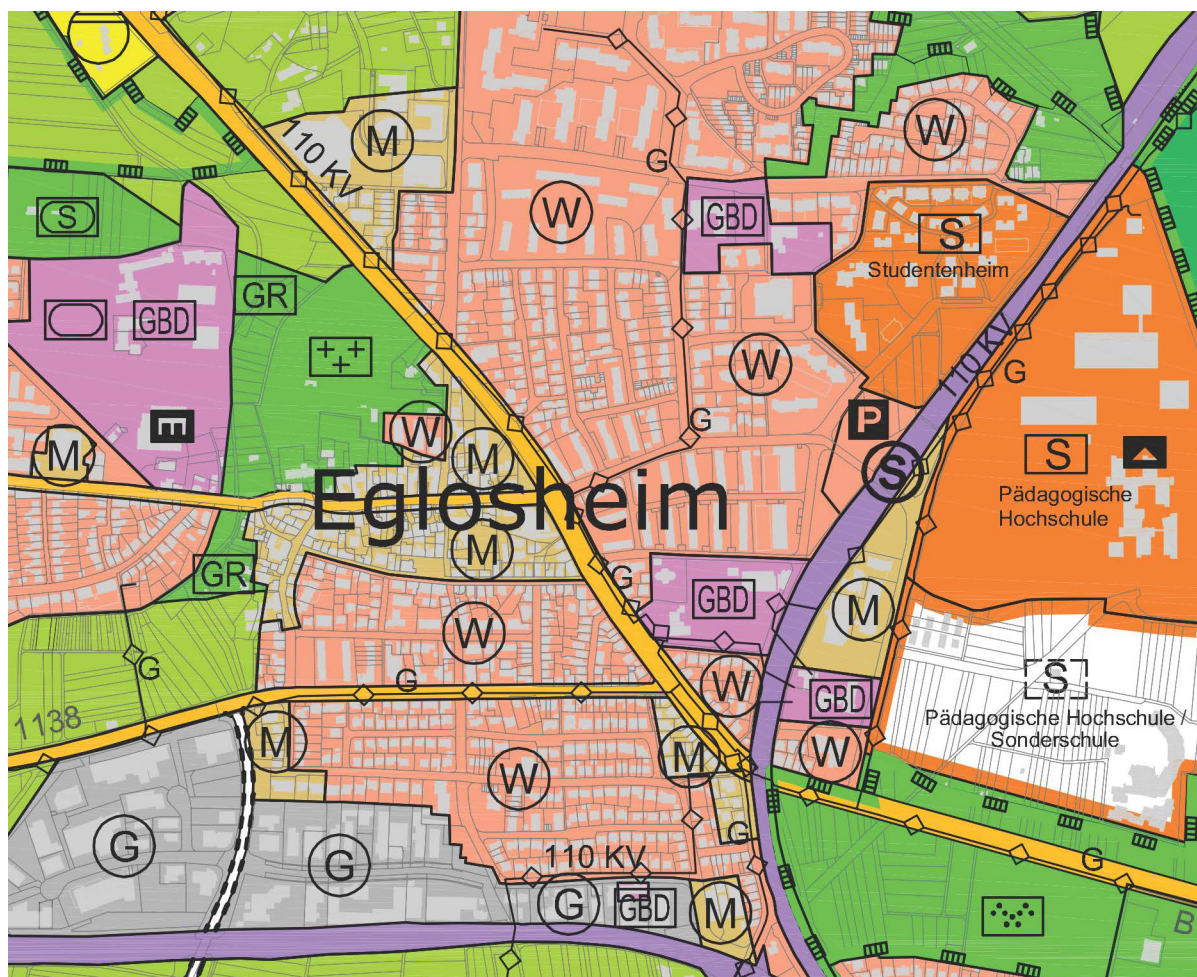 M
110 KV
W
G
W
GBD
S
Studentenheim
S
GBD
GR
110 KV
G
W
P
M
W
M
G
S
S
Pädagogische
Hochschule
E
Eglosheim
M
GR
G
GBD
M
W
G
G
W
GBD
S
Pädagogische Hochschule /
Sonderschule
1138
M
W
M
W
G
G
G
110 KV
G
G
GBD
M
B